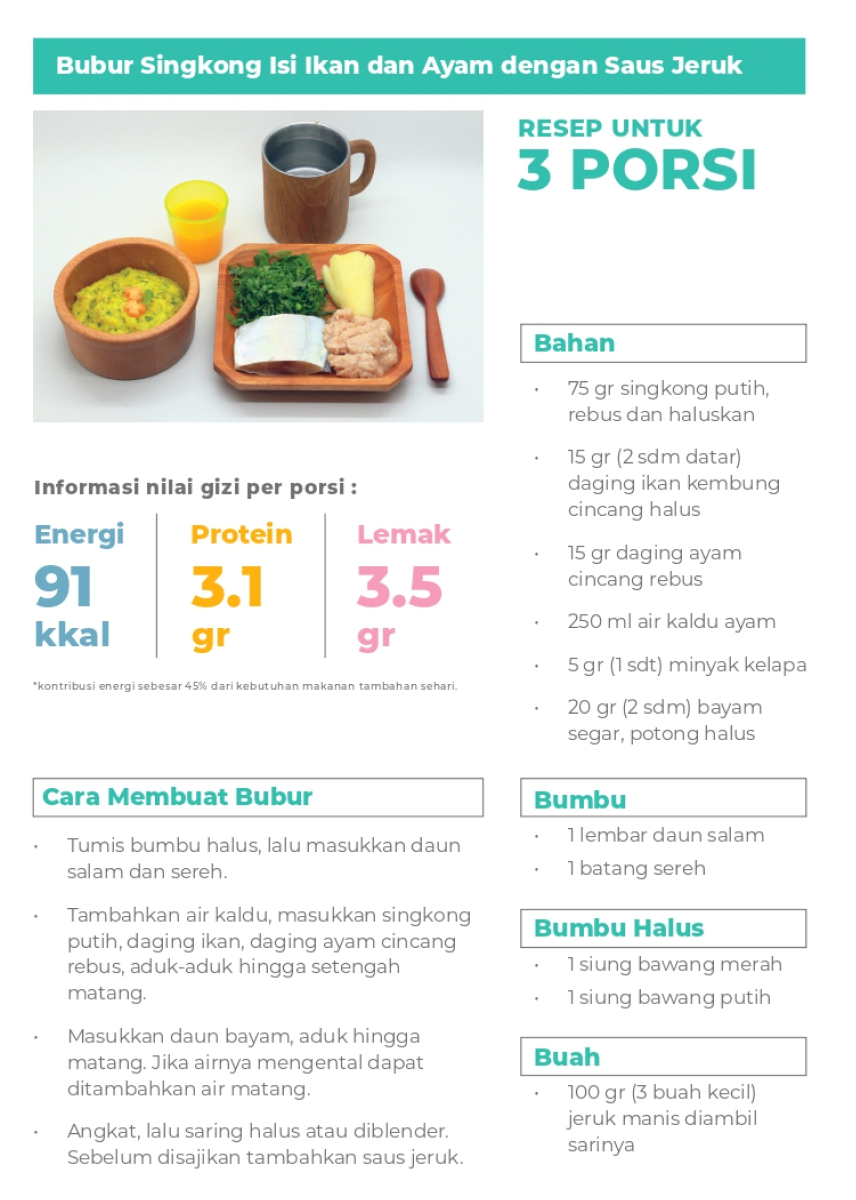 Bubur Singkong Isi Ikan dan Ayam dengan Saus Jeruk
RESEP UNTUK
3 PORSI
Informasi nilai gizi per porsi :
Energi
91
kkal
Protein
3.1
gr
Lemak
3.5
gr
*kontribusi energi sebesar 45% dari kebutuhan makanan tambahan sehari.
Bahan
• 75 gr singkong putih,
rebus dan haluskan
• 15 gr (2 sdm datar)
daging ikan kembung
cincang halus
• 15 gr daging ayam
cincang rebus
• 250 ml air kaldu ayam
• 5 gr (1 sdt) minyak kelapa
• 20 gr (2 sdm) bayam
segar, potong halus
Cara Membuat Bubur
• Tumis bumbu halus, lalu masukkan daun
salam dan sereh.
• Tambahkan air kaldu, masukkan singkong
putih, daging ikan, daging ayam cincang
rebus, aduk-aduk hingga setengah
matang.
• Masukkan daun bayam, aduk hingga
matang. Jika airnya mengental dapat
ditambahkan air matang.
• Angkat, lalu saring halus atau diblender.
Sebelum disajikan tambahkan saus jeruk.
Bumbu
• 1 lembar daun salam
• 1 batang sereh
Bumbu Halus
• 1 siung bawang merah
• 1 siung bawang putih
Buah
• 100 gr (3 buah kecil)
jeruk manis diambil
sarinya